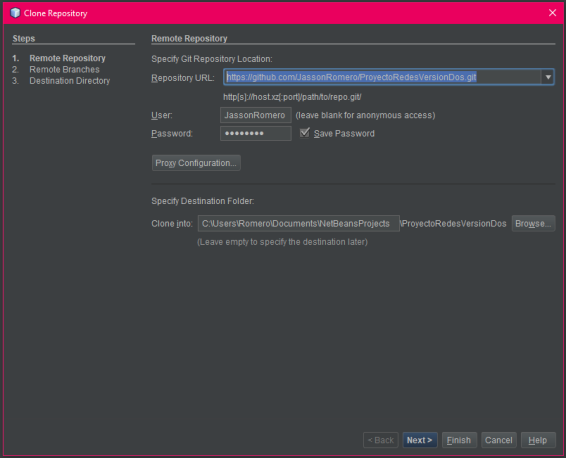 Clone Repository
Steps
1. Remote Repository
2. Remote Branches
3. Destination Directory
Remote Repository
Specify Git Repository Location:
Repository URL: https://github.com/JassonRomero/ProyectoRedesVersionDos.git
http[s]://host.xz[:port]/path/to/repo.git/
User: JassonRomero (leave blank for anonymous access)
Password: ●●●●●●●● Save Password
Proxy Configuration...
Specify Destination Folder:
Clone into: C:\Users\Romero\Documents\NetBeansProjects \ProyectoRedesVersionDos Browse...
(Leave empty to specify the destination later)
< Back Next > Finish Cancel Help